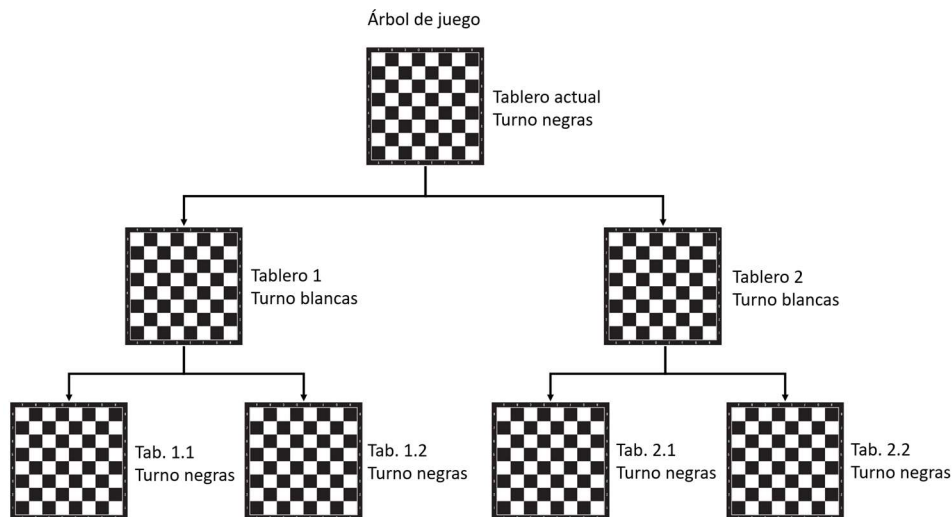 Árbol de juego
Tablero actual
Turno negras
Tablero 1
Turno blancas
Tablero 2
Turno blancas
Tab. 1.1
Turno negras
Tab. 1.2
Turno negras
Tab. 2.1
Turno negras
Tab. 2.2
Turno negras